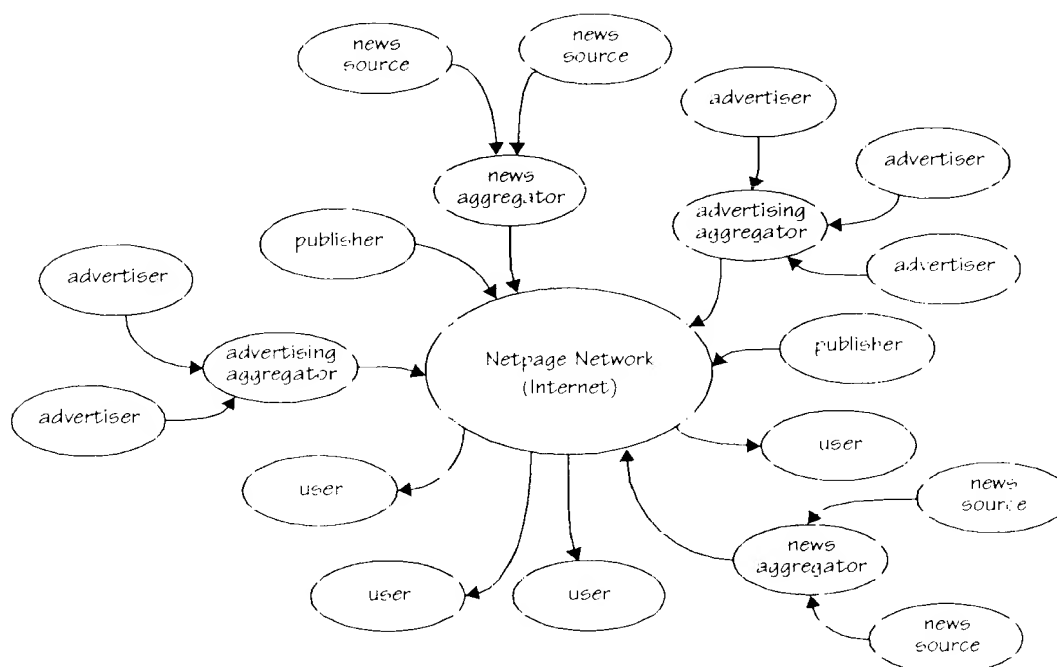 news
source
news
source
advertiser
advertiser
news
aggregator
advertising
aggregator
publisher
advertiser
advertiser
publisher
Netpage Network
(Internet)
advertising
aggregator
advertiser
user
user
news
source
news
aggregator
user
user
news
source